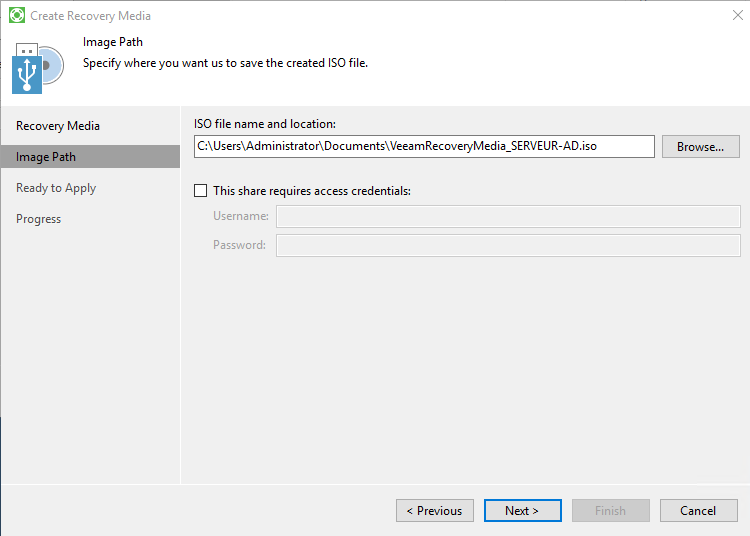 Create Recovery Media
Image Path
Specify where you want us to save the created ISO file.
Recovery Media
Image Path
Ready to Apply
Progress
ISO file name and location:
C:\Users\Administrator\Documents\VeeamRecoveryMedia_SERVEUR-AD.iso
Browse...
This share requires access credentials:
Username:
Password:
< Previous
Next >
Finish
Cancel